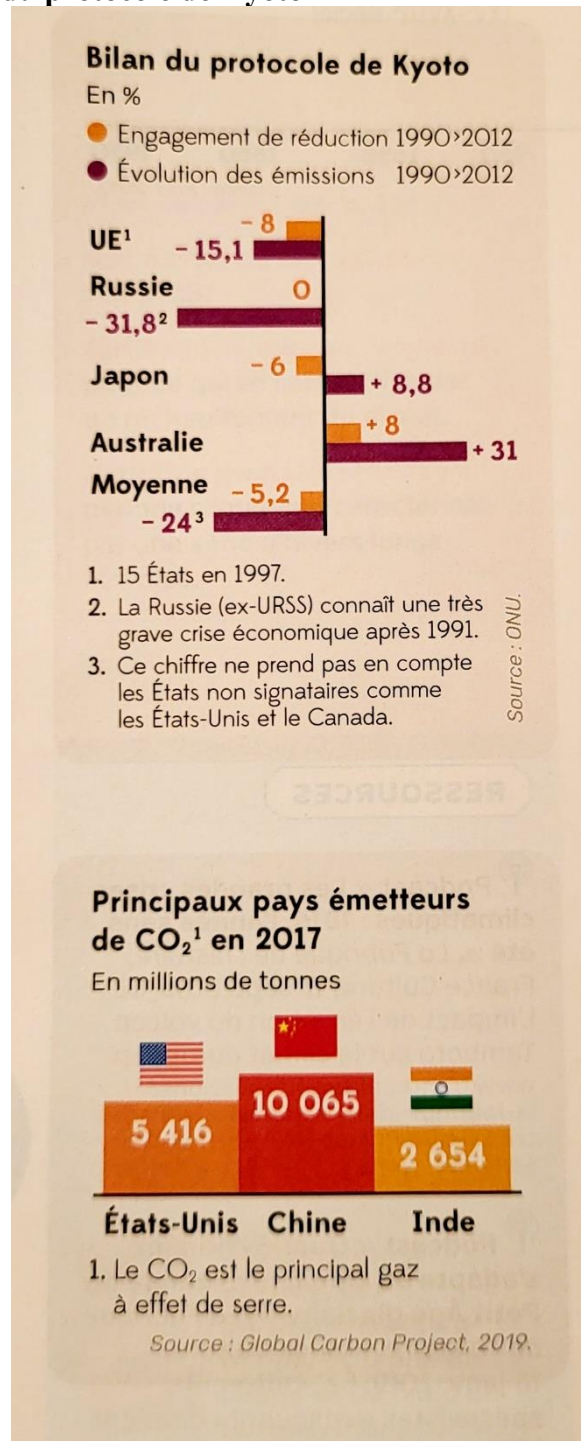 du protocole de Kyoto
Bilan du protocole de Kyoto
En %
Engagement de réduction 1990>2012
Évolution des émissions 1990>2012
UE¹ - 8
- 15,1
Russie 0
- 31,8²
Japon - 6
+ 8,8
+ 8
Australie + 31
Moyenne - 5,2
- 24³
1. 15 États en 1997.
2. La Russie (ex-URSS) connaît une très
grave crise économique après 1991.
3. Ce chiffre ne prend pas en compte
les États non signataires comme
les États-Unis et le Canada.
Source : ONU.
RESSOURCES
Principaux pays émetteurs
de CO₂¹ en 2017
En millions de tonnes
5 416 10 065 2 654
États-Unis Chine Inde
1. Le CO₂ est le principal gaz
à effet de serre.
Source : Global Carbon Project, 2019.